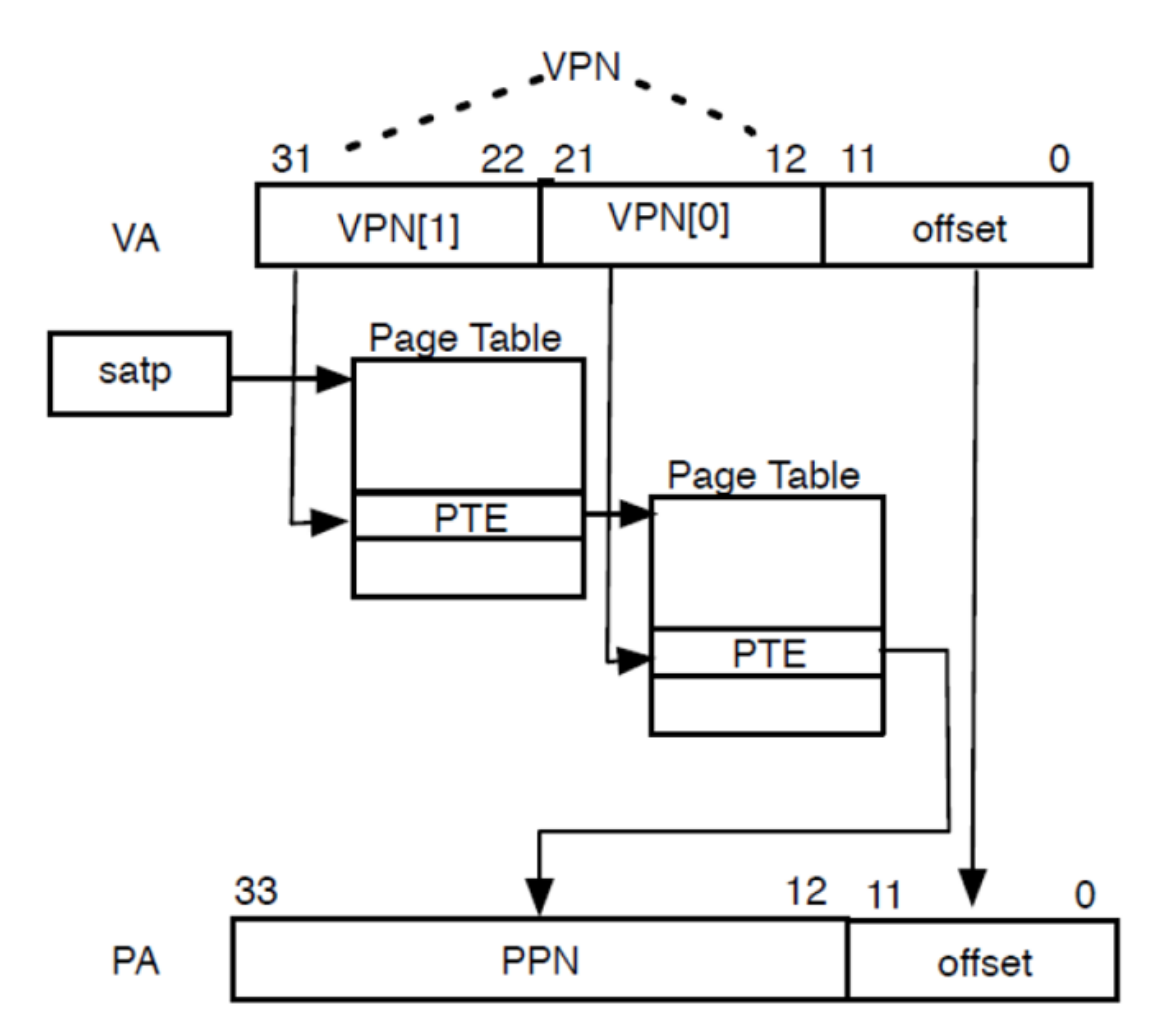 VPN
31 22 21 12 11 0
VA VPN[1] VPN[0] offset
Page Table
satp
Page Table
PTE
PTE
33 12 11 0
PA PPN offset